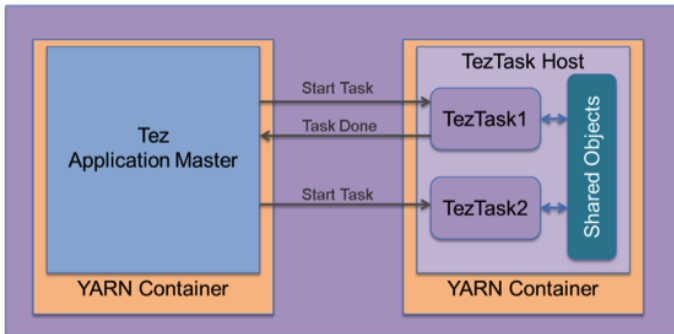 TezTask Host
Start Task
TezTask1
Task Done
Tez
Application Master
Start Task
TezTask2
Shared Objects
YARN Container
YARN Container